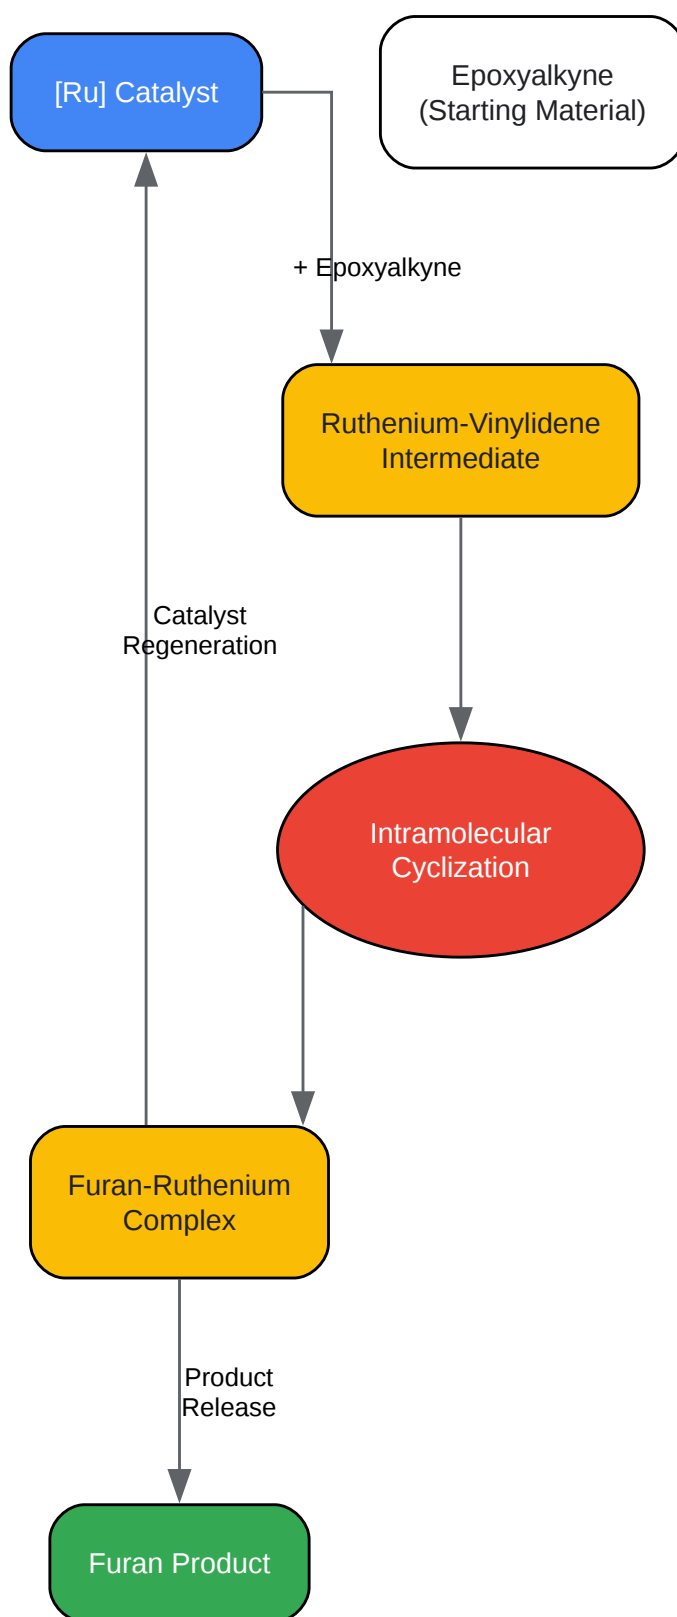 [Ru] Catalyst
Epoxyalkyne
(Starting Material)
+ Epoxyalkyne
Ruthenium-Vinylidene
Intermediate
Catalyst
Regeneration
Intramolecular
Cyclization
Furan-Ruthenium
Complex
Product
Release
Furan Product